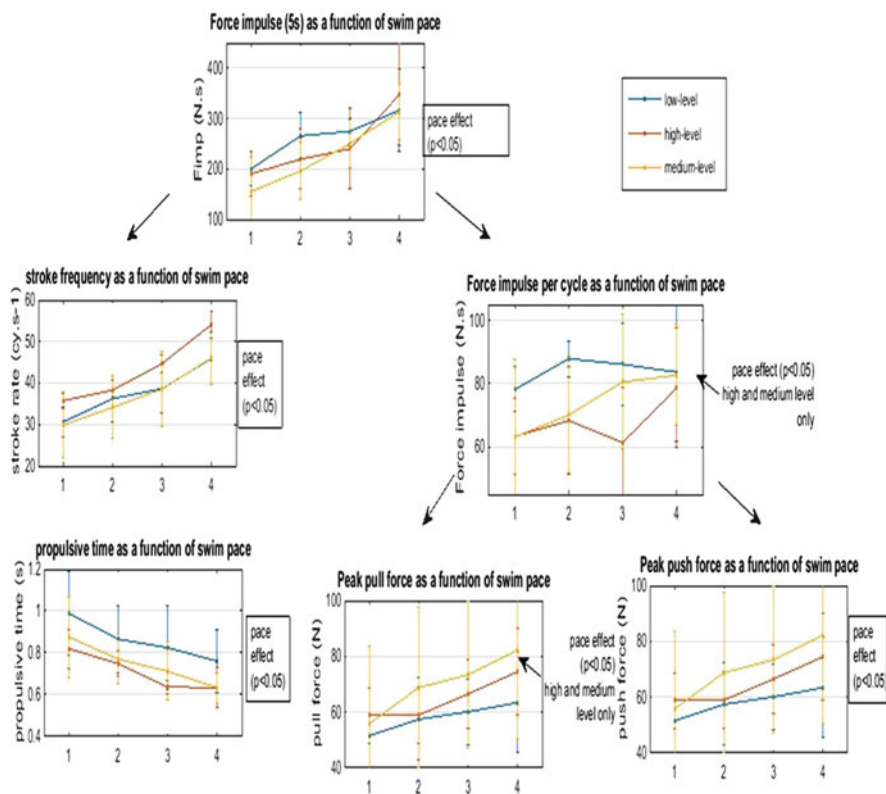 Force impulse (5s) as a function of swim pace
Fimp (N.s)
400
300
200
100
1 2 3 4
pace effect
(p<0.05)
low-level
high-level
medium-level
stroke frequency as a function of swim pace
stroke rate (cy.s-1)
60
50
40
30
20
1 2 3 4
pace
effect
(p<0.05)
Force impulse per cycle as a function of swim pace
Force impulse (N.s)
100
80
60
1 2 3 4
pace effect (p<0.05)
high and medium level
only
propulsive time as a function of swim pace
propulsive time (s)
1.2
1
0.8
0.6
0.4
1 2 3 4
pace
effect
(p<0.05)
Peak pull force as a function of swim pace
pull force (N)
100
80
60
40
1 2 3 4
pace effect
(p<0.05)
high and medium
level only
Peak push force as a function of swim pace
push force (N)
100
80
60
40
1 2 3 4
pace
effect
(p<0.05)